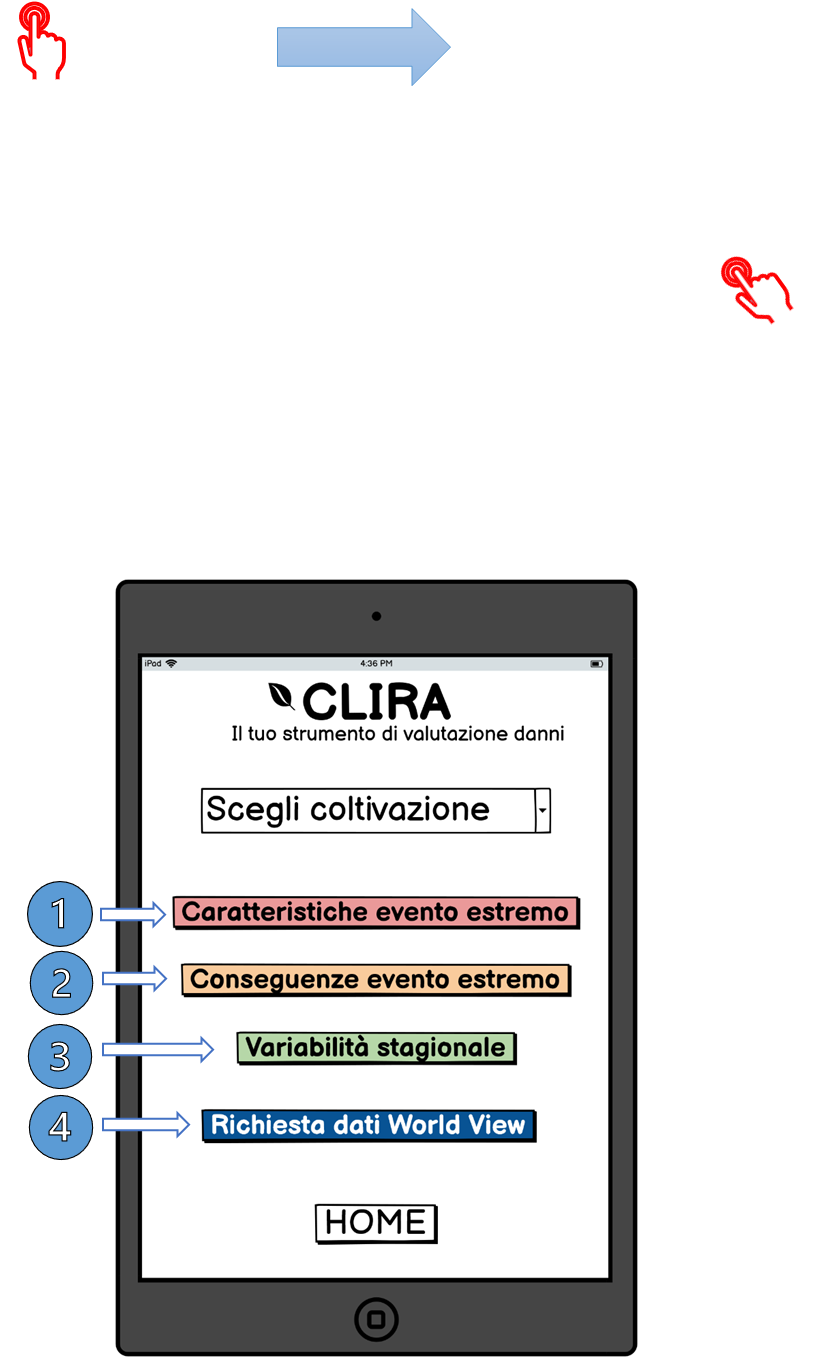 iPad 4:36 PM
CLIRA
Il tuo strumento di valutazione danni
Scegli coltivazione
1 Caratteristiche evento estremo
2 Conseguenze evento estremo
3 Variabilità stagionale
4 Richiesta dati World View
HOME